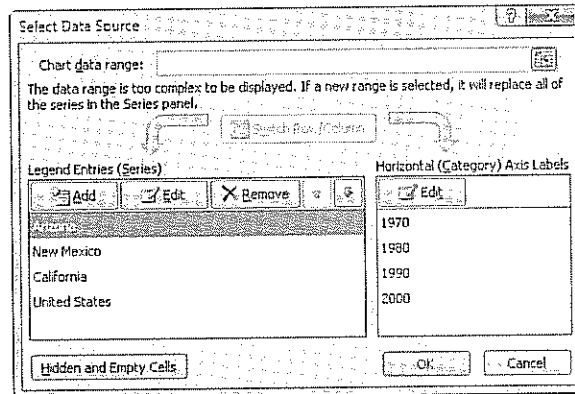 Select Data Source
Chart data range:
The data range is too complex to be displayed. If a new range is selected, it will replace all of
the series in the Series panel.
Switch Row/Column
Legend Entries (Series)
Add Edit Remove
Arizona
New Mexico
California
United States
Horizontal (Category) Axis Labels
Edit
1970
1980
1990
2000
Hidden and Empty Cells
OK Cancel